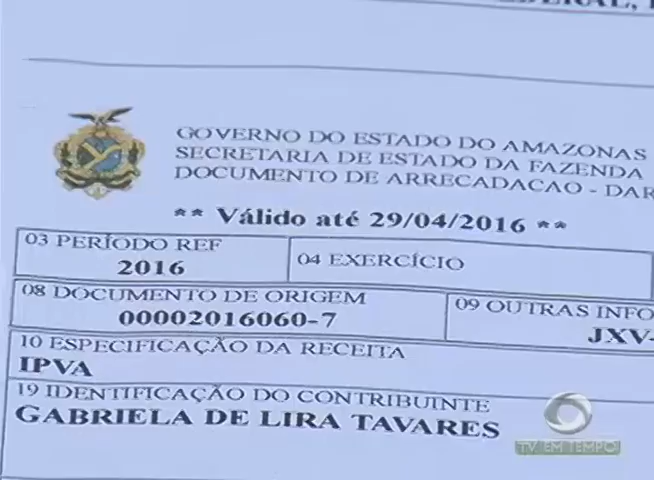 GOVERNO DO ESTADO DO AMAZONAS
SECRETARIA DE ESTADO DA FAZENDA
DOCUMENTO DE ARRECADACAO - DAR
** Válido até 29/04/2016 **
03 PERÍODO REF
2016
04 EXERCÍCIO
08 DOCUMENTO DE ORIGEM
00002016060-7
09 OUTRAS INFO
JXV-
10 ESPECIFICAÇÃO DA RECEITA
IPVA
19 IDENTIFICAÇÃO DO CONTRIBUINTE
GABRIELA DE LIRA TAVARES
TV EM TEMPO